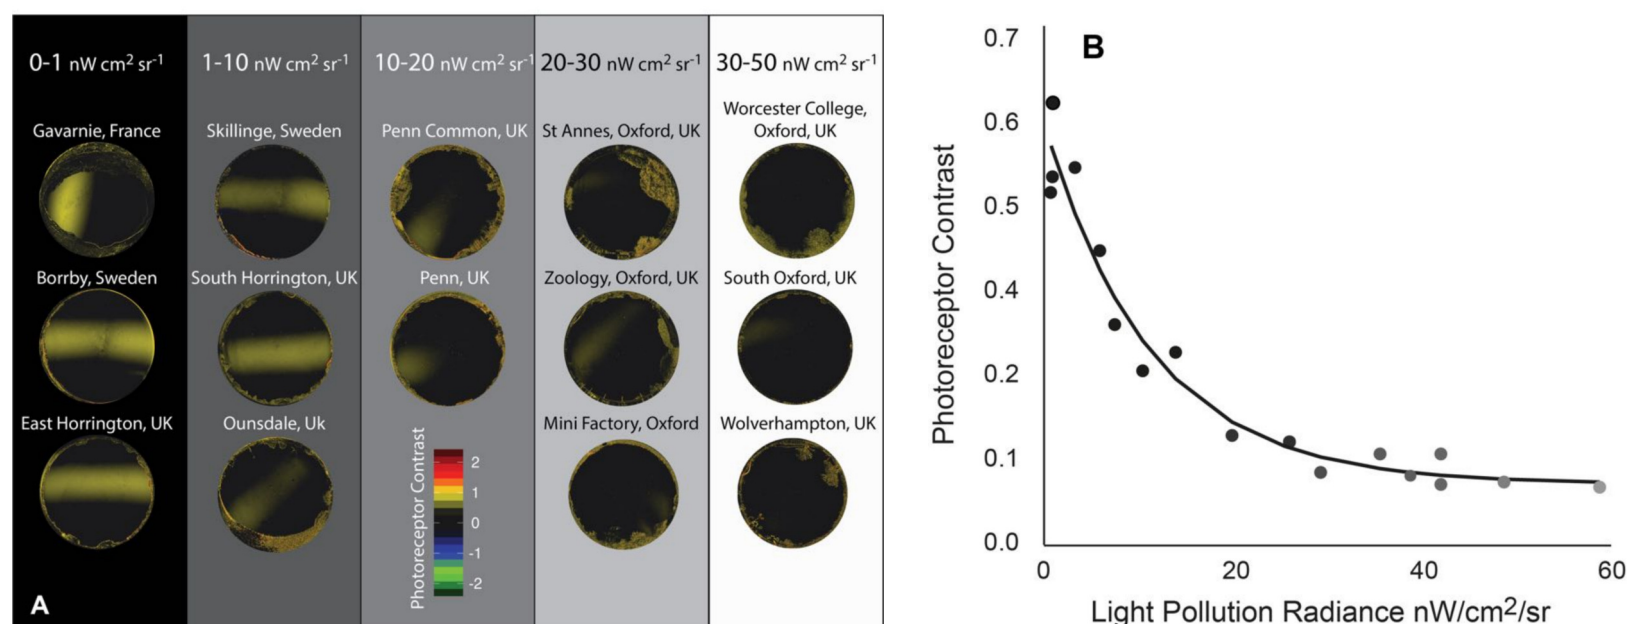 0-1 nW cm² sr⁻¹
1-10 nW cm² sr⁻¹
10-20 nW cm² sr⁻¹
20-30 nW cm² sr⁻¹
30-50 nW cm² sr⁻¹
Gavarnie, France
Skillinge, Sweden
Penn Common, UK
St Annes, Oxford, UK
Worcester College,
Oxford, UK
Borrby, Sweden
South Horrington, UK
Penn, UK
Zoology, Oxford, UK
South Oxford, UK
East Horrington, UK
Ounsdale, Uk
Mini Factory, Oxford
Wolverhampton, UK
Photoreceptor Contrast
2
1
0
-1
-2
A
B
Photoreceptor Contrast
0.7
0.6
0.5
0.4
0.2
0.1
0.0
0
20
40
60
Light Pollution Radiance nW/cm²/sr